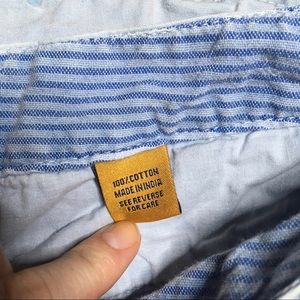 100% COTTON
MADE IN INDIA
SEE REVERSE
FOR CARE